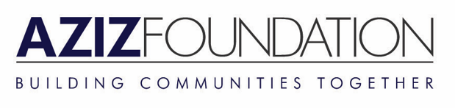 AZIZFOUNDATION
BUILDING COMMUNITIES TOGETHER